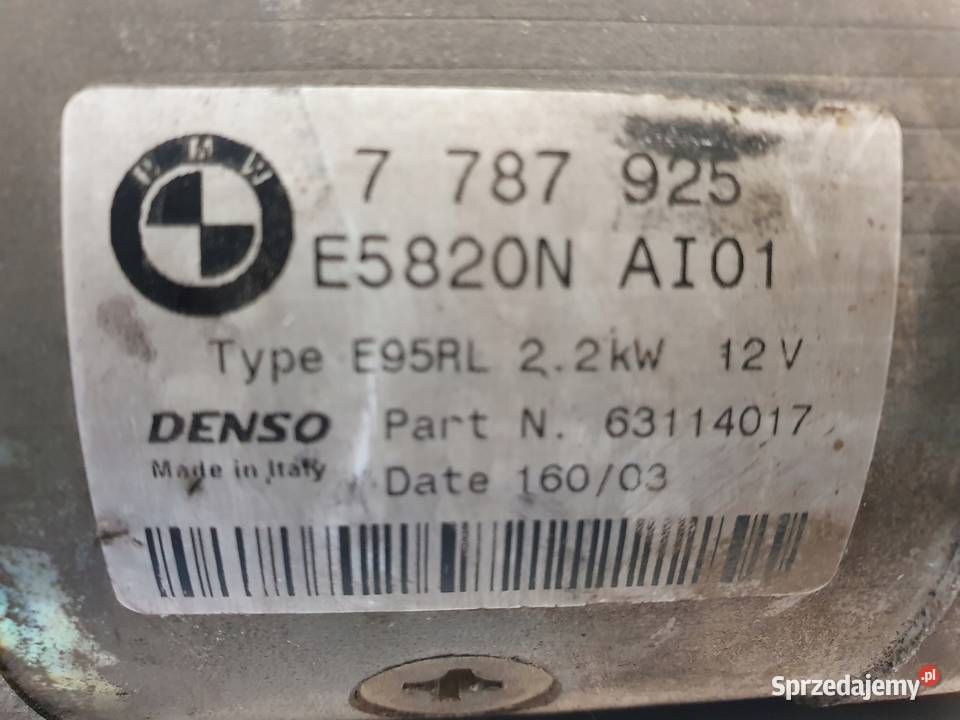 BMW
7 787 925
E5820N AI01
Type E95RL 2.2kW 12V
DENSO Part N. 63114017
Made in Italy
Date 160/03
Sprzedajemy.pl